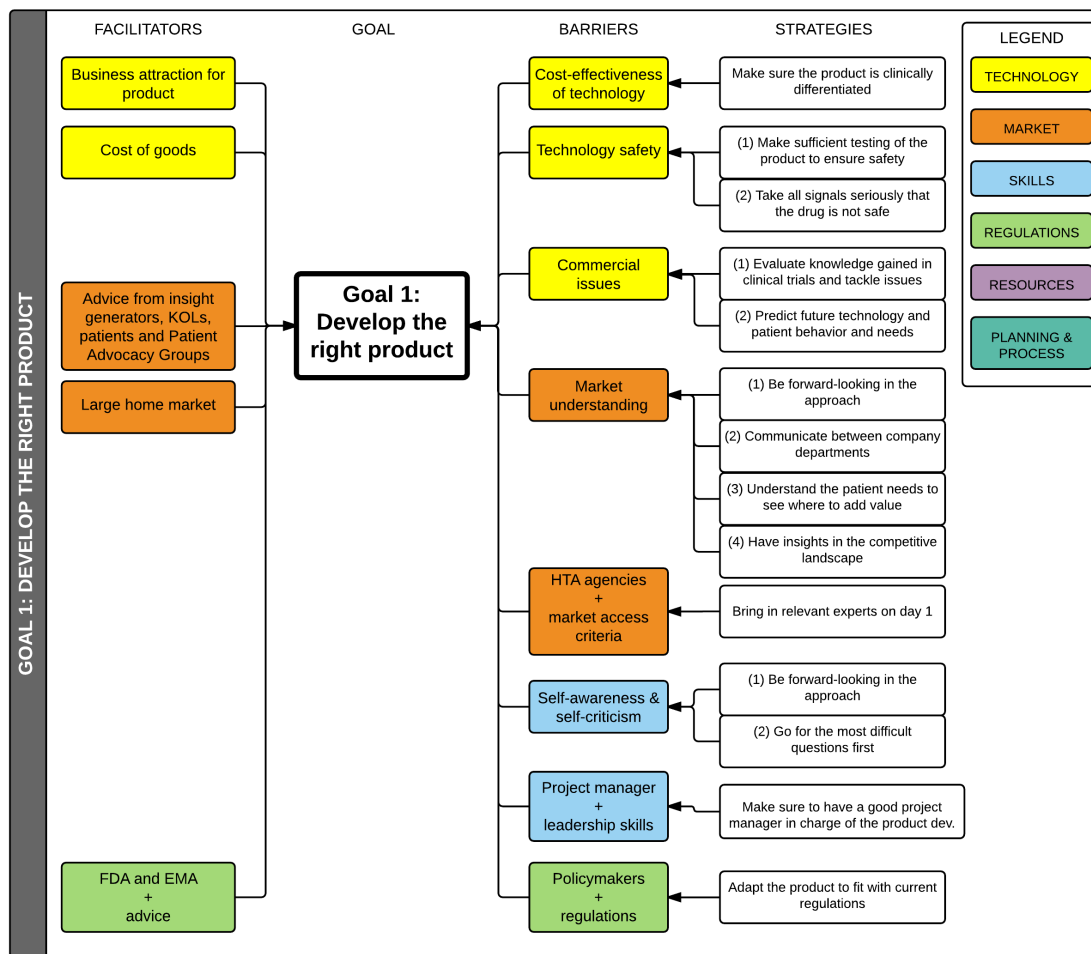 GOAL 1: DEVELOP THE RIGHT PRODUCT
FACILITATORS
Business attraction for
product
Cost of goods
Advice from insight
generators, KOLs,
patients and Patient
Advocacy Groups
Large home market
FDA and EMA
+
advice
GOAL
Goal 1:
Develop the
right product
BARRIERS
Cost-effectiveness
of technology
Technology safety
Commercial
issues
Market
understanding
HTA agencies
+
market access
criteria
Self-awareness &
self-criticism
Project manager
+
leadership skills
Policymakers
+
regulations
STRATEGIES
Make sure the product is clinically
differentiated
(1) Make sufficient testing of the
product to ensure safety
(2) Take all signals seriously that
the drug is not safe
(1) Evaluate knowledge gained in
clinical trials and tackle issues
(2) Predict future technology and
patient behavior and needs
(1) Be forward-looking in the
approach
(2) Communicate between company
departments
(3) Understand the patient needs to
see where to add value
(4) Have insights in the competitive
landscape
Bring in relevant experts on day 1
(1) Be forward-looking in the
approach
(2) Go for the most difficult
questions first
Make sure to have a good project
manager in charge of the product dev.
Adapt the product to fit with current
regulations
LEGEND
TECHNOLOGY
MARKET
SKILLS
REGULATIONS
RESOURCES
PLANNING &
PROCESS